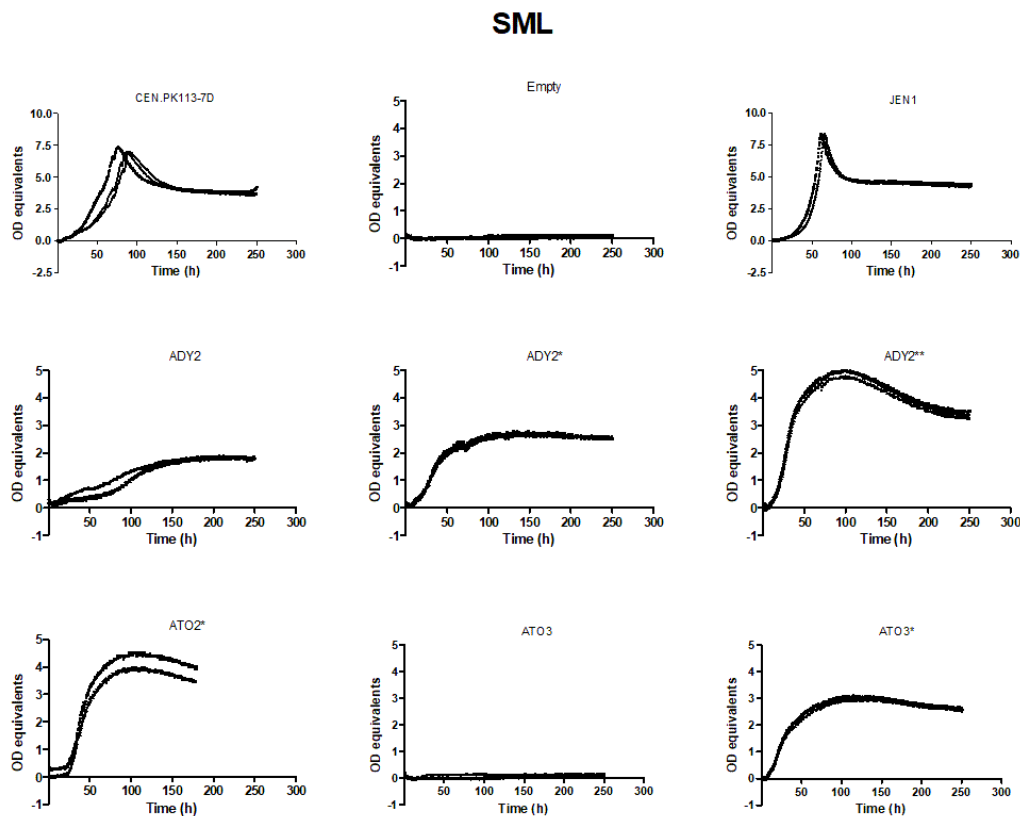 SML
CEN.PK113-7D
OD equivalents
10.0
7.5
5.0
2.5
0.0
-2.5
50 100 150 200 250 300
Time (h)
Empty
OD equivalents
5
4
3
2
1
0
-1
50 100 150 200 250 300
Time (h)
JEN1
OD equivalents
10.0
7.5
5.0
2.5
0.0
-2.5
50 100 150 200 250 300
Time (h)
ADY2
OD equivalents
5
4
3
2
1
0
-1
50 100 150 200 250 300
Time (h)
ADY2*
OD equivalents
5
4
3
2
1
0
-1
50 100 150 200 250 300
Time (h)
ADY2**
OD equivalents
5
4
3
2
1
0
-1
50 100 150 200 250 300
Time (h)
ATO2*
OD equivalents
5
4
3
2
1
0
-1
50 100 150 200 250 300
Time (h)
ATO3
OD equivalents
5
4
3
2
1
0
-1
50 100 150 200 250 300
Time (h)
ATO3*
OD equivalents
5
4
3
2
1
0
-1
50 100 150 200 250 300
Time (h)